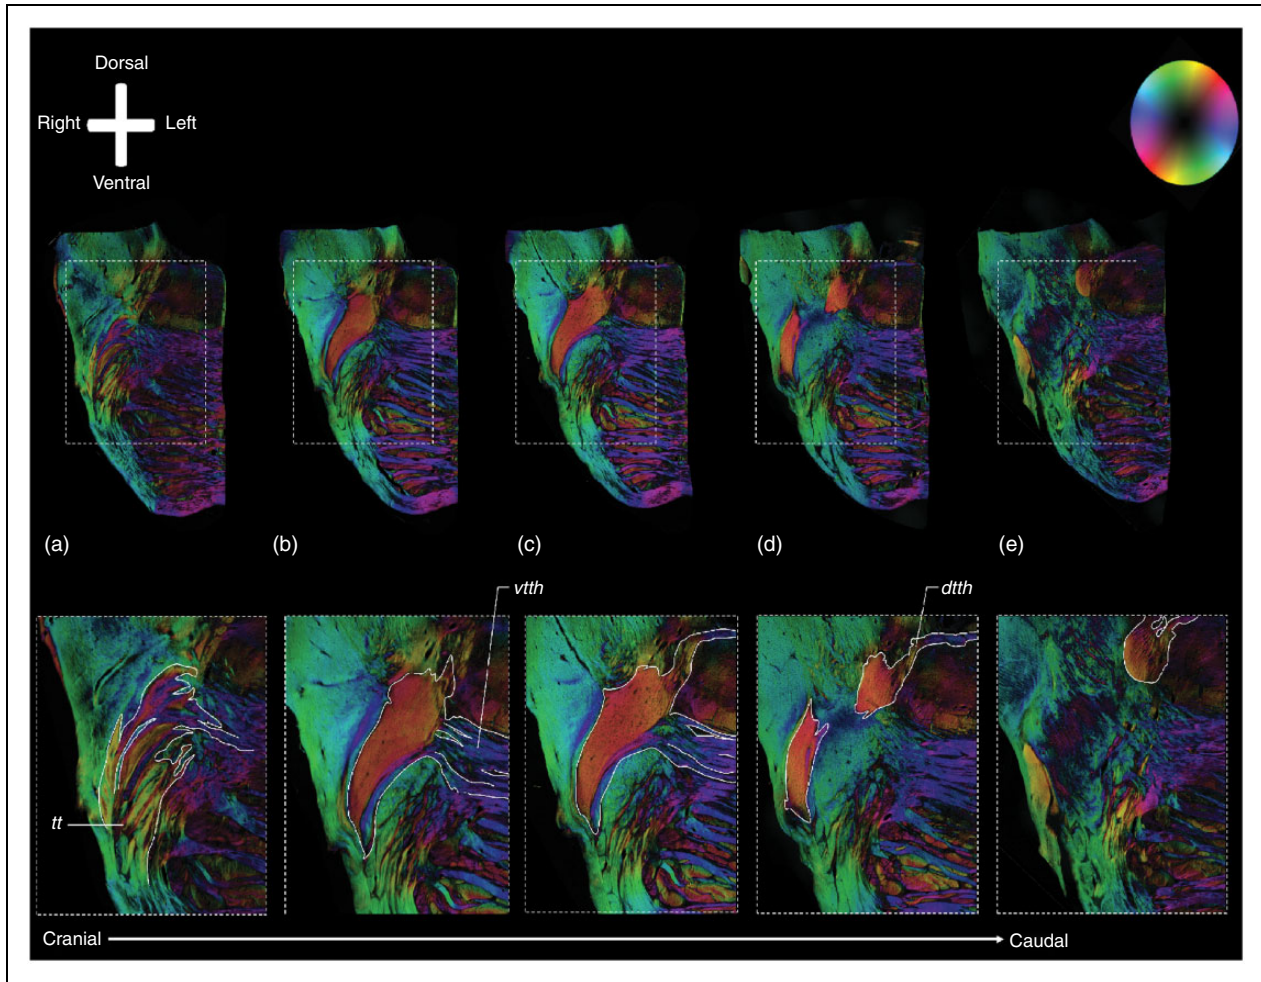 Dorsal
Right Left
Ventral
(a) (b) (c) (d) (e)
vtth dtth
tt
Cranial Caudal